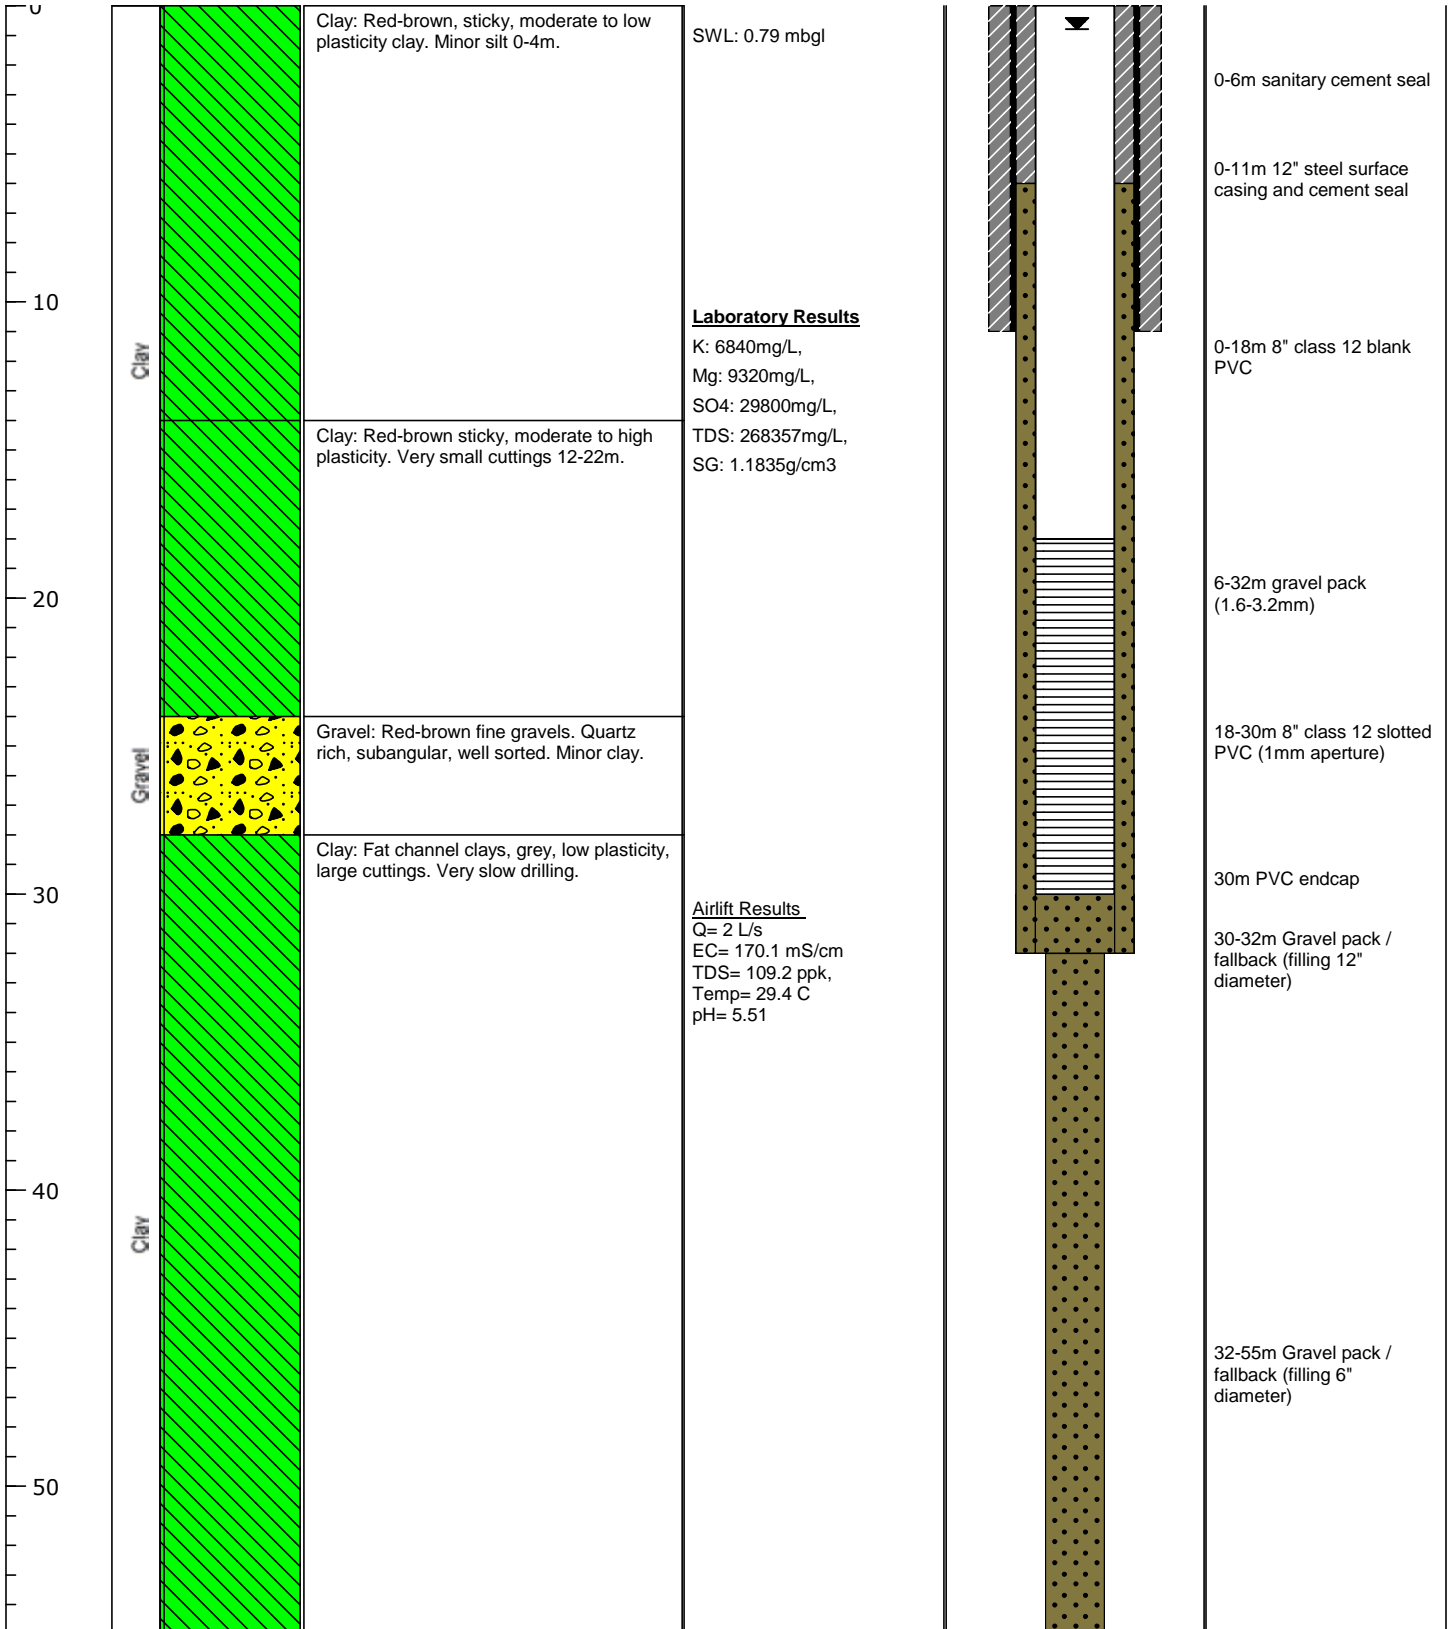 0
10
20
30
40
50
Clay
Gravel
Clay
Clay: Red-brown, sticky, moderate to low
plasticity clay. Minor silt 0-4m.
Clay: Red-brown sticky, moderate to high
plasticity. Very small cuttings 12-22m.
Gravel: Red-brown fine gravels. Quartz
rich, subangular, well sorted. Minor clay.
Clay: Fat channel clays, grey, low plasticity,
large cuttings. Very slow drilling.
SWL: 0.79 mbgl
Laboratory Results
K: 6840mg/L,
Mg: 9320mg/L,
SO4: 29800mg/L,
TDS: 268357mg/L,
SG: 1.1835g/cm3
Airlift Results
Q= 2 L/s
EC= 170.1 mS/cm
TDS= 109.2 ppk,
Temp= 29.4 C
pH= 5.51
0-6m sanitary cement seal
0-11m 12" steel surface
casing and cement seal
0-18m 8" class 12 blank
PVC
6-32m gravel pack
(1.6-3.2mm)
18-30m 8" class 12 slotted
PVC (1mm aperture)
30m PVC endcap
30-32m Gravel pack /
fallback (filling 12"
diameter)
32-55m Gravel pack /
fallback (filling 6"
diameter)